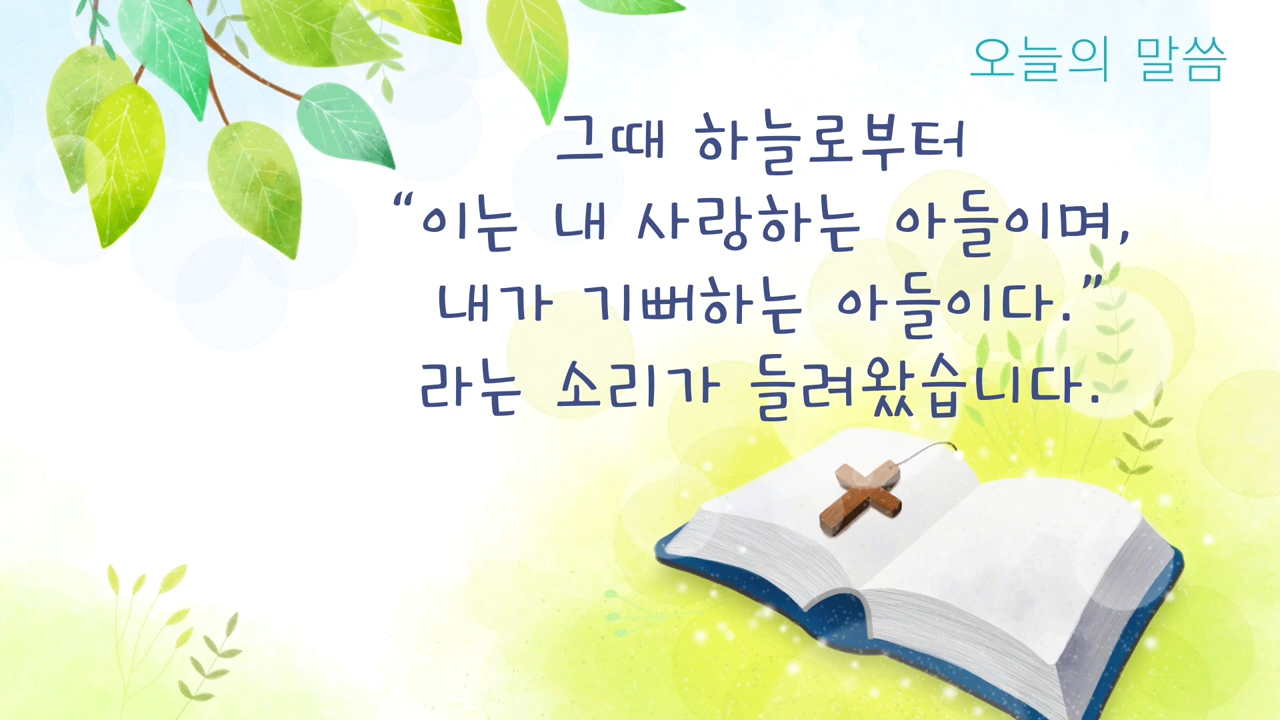 오늘의 말씀
그때 하늘로부터
“이는 내 사랑하는 아들이며,
내가 기뻐하는 아들이다.”
라는 소리가 들려왔습니다.